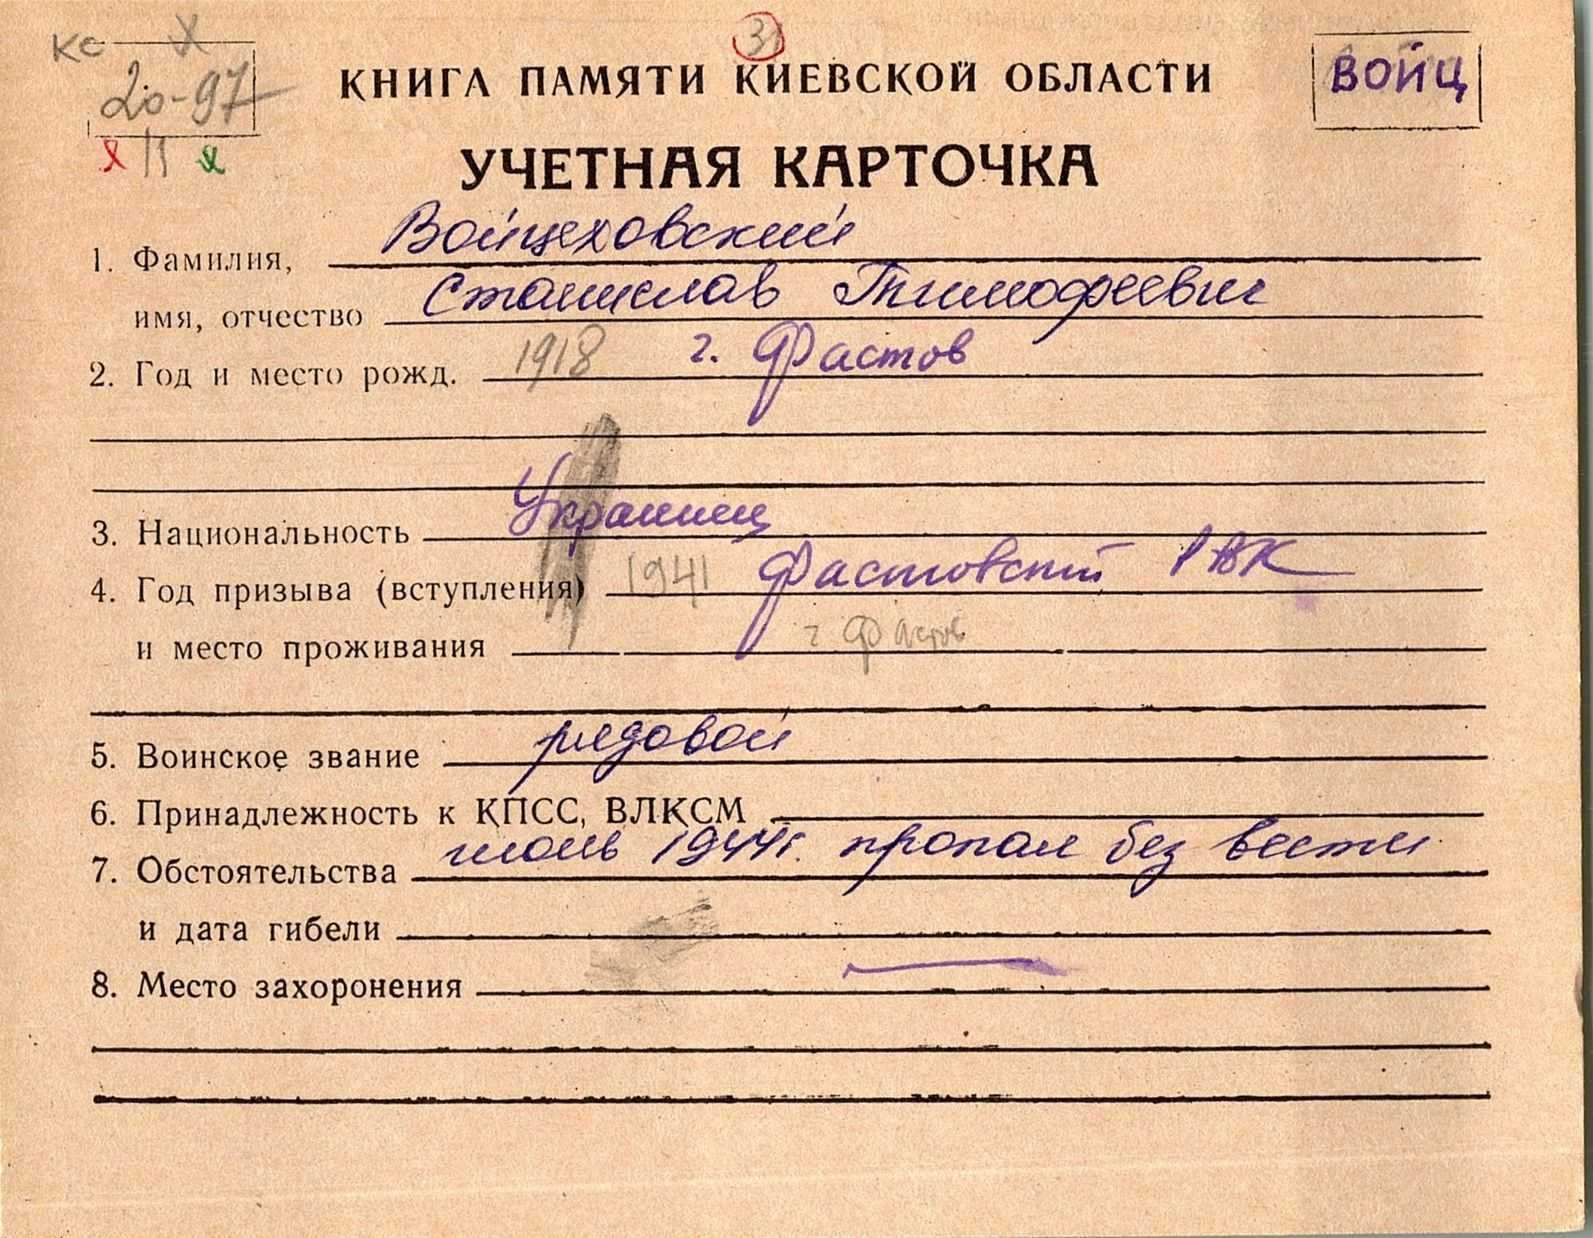 КС
20-97
31
КНИГА ПАМЯТИ КИЕВСКОЙ ОБЛАСТИ
ВОЙЦ
УЧЕТНАЯ КАРТОЧКА
1. Фамилия, Войцеховский
имя, отчество Станислав Тимофеевич
2. Год и место рожд. 1918 г. Фастов
3. Национальность Украинец
4. Год призыва (вступления) 1941 Фастовский РВК
и место проживания г Фастов
5. Воинское звание рядовой
6. Принадлежность к КПСС, ВЛКСМ
7. Обстоятельства июль 1944г. пропал без вести
и дата гибели
8. Место захоронения